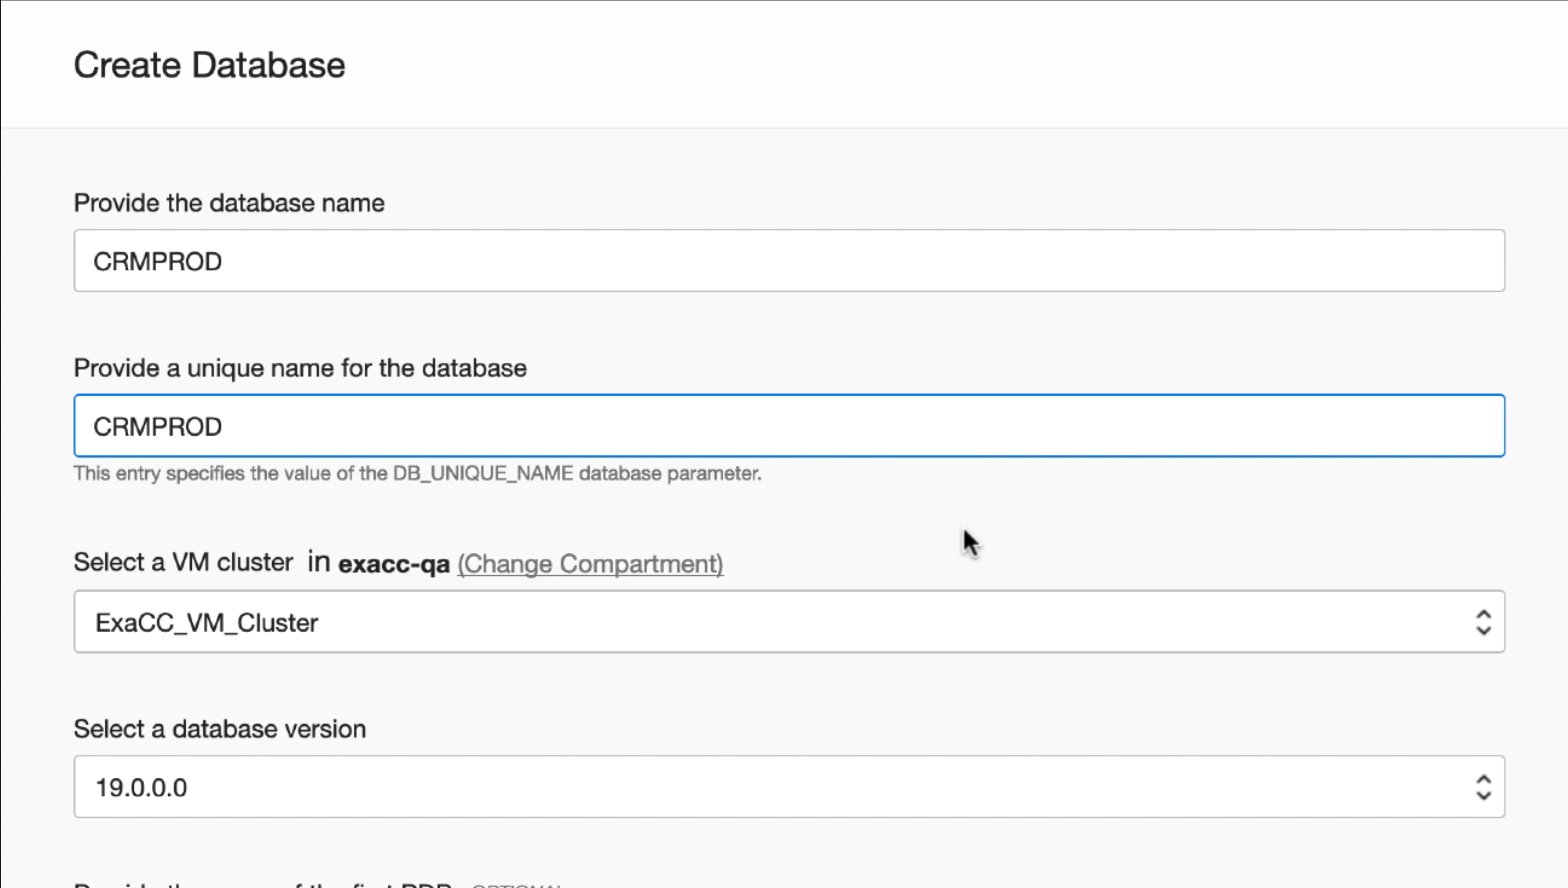 Create Database
Provide the database name
CRMPROD
Provide a unique name for the database
CRMPROD
This entry specifies the value of the DB_UNIQUE_NAME database parameter.
Select a VM cluster in exacc-qa (Change Compartment)
ExaCC_VM_Cluster
Select a database version
19.0.0.0